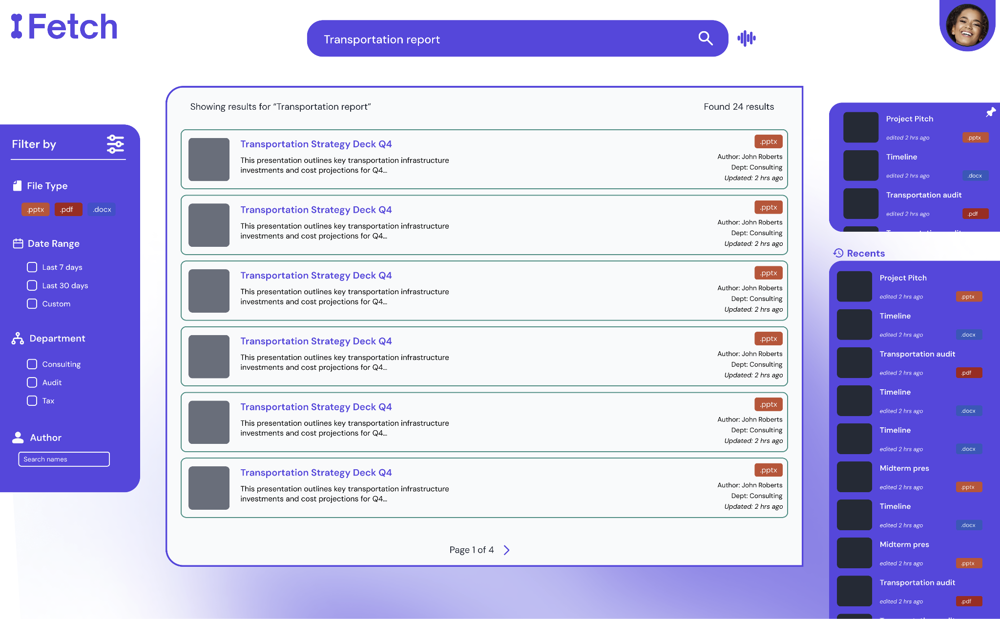 Fetch
Transportation report
Showing results for “Transportation report”
Found 24 results
Filter by
File Type
.pptx .pdf .docx
Date Range
Last 7 days
Last 30 days
Custom
Department
Consulting
Audit
Tax
Author
Search names
Transportation Strategy Deck Q4
This presentation outlines key transportation infrastructure
investments and cost projections for Q4...
.pptx
Author: John Roberts
Dept: Consulting
Updated: 2 hrs ago
Transportation Strategy Deck Q4
This presentation outlines key transportation infrastructure
investments and cost projections for Q4...
.pptx
Author: John Roberts
Dept: Consulting
Updated: 2 hrs ago
Transportation Strategy Deck Q4
This presentation outlines key transportation infrastructure
investments and cost projections for Q4...
.pptx
Author: John Roberts
Dept: Consulting
Updated: 2 hrs ago
Transportation Strategy Deck Q4
This presentation outlines key transportation infrastructure
investments and cost projections for Q4...
.pptx
Author: John Roberts
Dept: Consulting
Updated: 2 hrs ago
Transportation Strategy Deck Q4
This presentation outlines key transportation infrastructure
investments and cost projections for Q4...
.pptx
Author: John Roberts
Dept: Consulting
Updated: 2 hrs ago
Transportation Strategy Deck Q4
This presentation outlines key transportation infrastructure
investments and cost projections for Q4...
.pptx
Author: John Roberts
Dept: Consulting
Updated: 2 hrs ago
Page 1 of 4
Project Pitch
edited 2 hrs ago .pptx
Timeline
edited 2 hrs ago .docx
Transportation audit
edited 2 hrs ago .pdf
Recents
Project Pitch
edited 2 hrs ago .pptx
Timeline
edited 2 hrs ago .docx
Transportation audit
edited 2 hrs ago .pdf
Timeline
edited 2 hrs ago .docx
Timeline
edited 2 hrs ago .docx
Midterm pres
edited 2 hrs ago .pptx
Timeline
edited 2 hrs ago .docx
Midterm pres
edited 2 hrs ago .pptx
Transportation audit
edited 2 hrs ago .pdf